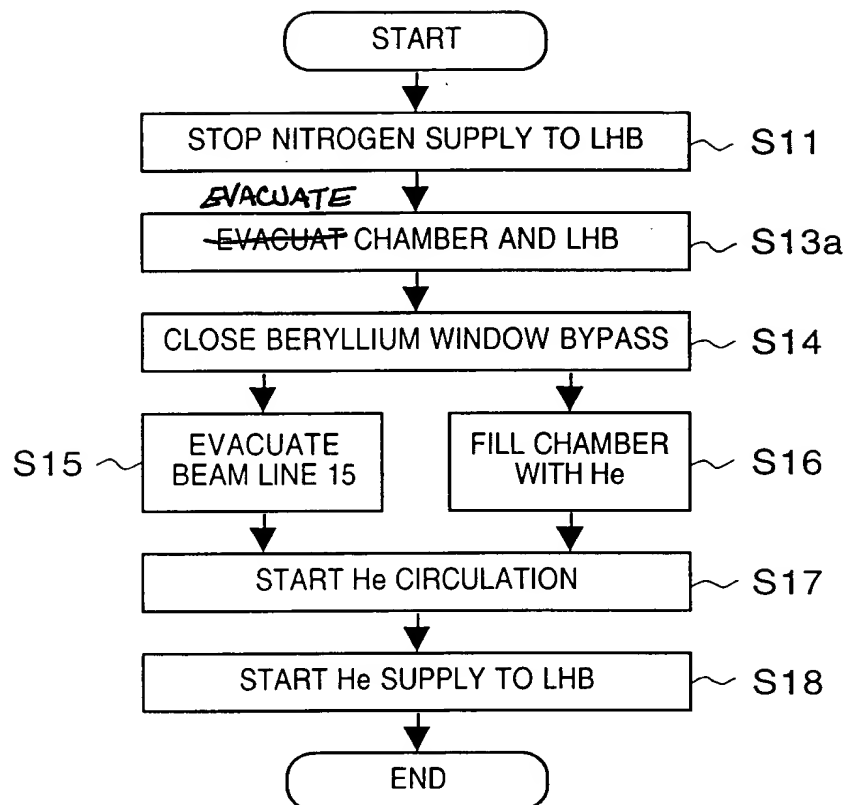 START
STOP NITROGEN SUPPLY TO LHB
S11
EVACUATE
EVACUAT CHAMBER AND LHB
S13a
CLOSE BERYLLIUM WINDOW BYPASS
S14
S15
EVACUATE
BEAM LINE 15
FILL CHAMBER
WITH He
S16
START He CIRCULATION
S17
START He SUPPLY TO LHB
S18
END